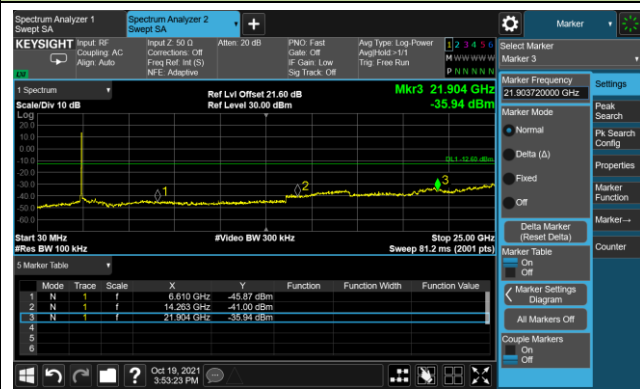 Spectrum Analyzer 1
Swept SA
Spectrum Analyzer 2
Swept SA
Marker
KEYSIGHT
Input: RF
Coupling: AC
Align: Auto
Input Z: 50 Ω
Corrections: Off
Freq Ref: Int (S)
NFE: Adaptive
Atten: 20 dB
PNO: Fast
Gate: Off
IF Gain: Low
Sig Track: Off
Avg Type: Log-Power
Avg|Hold:>1/1
Trig: Free Run
1 2 3 4 5 6
M W W W W W
P N N N N N
LXI
Select Marker
Marker 3
1 Spectrum
Scale/Div 10 dB
Ref Lvl Offset 21.60 dB
Ref Level 30.00 dBm
Mkr3 21.904 GHz
-35.94 dBm
Log
20.0
10.0
0.00
-10.0
-20.0
-30.0
-40.0
-50.0
-60.0
DL1 -12.60 dBm
1
2
3
Start 30 MHz
#Res BW 100 kHz
#Video BW 300 kHz
Stop 25.00 GHz
Sweep 81.2 ms (2001 pts)
5 Marker Table
Mode Trace Scale X Y Function Function Width Function Value
1 N 1 f 6.610 GHz -45.87 dBm
2 N 1 f 14.263 GHz -41.00 dBm
3 N 1 f 21.904 GHz -35.94 dBm
4
5
6
Marker Frequency
21.903720000 GHz
Marker Mode
Normal
Delta (Δ)
Fixed
Off
Delta Marker
(Reset Delta)
Marker Table
On
Off
Marker Settings
Diagram
All Markers Off
Couple Markers
On
Off
Settings
Peak
Search
Pk Search
Config
Properties
Marker
Function
Marker→
Counter
?
Oct 19, 2021
3:53:23 PM